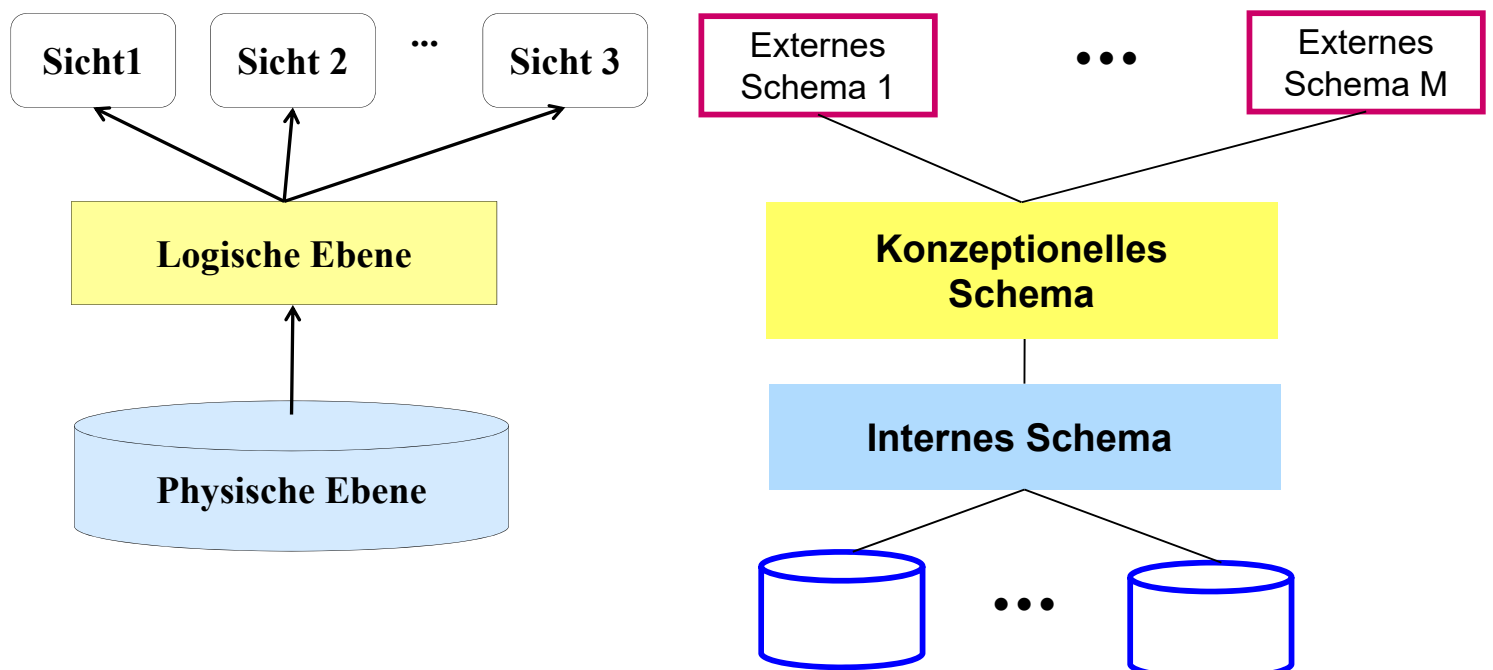 Sicht1
Sicht 2
...
Sicht 3
Logische Ebene
Physische Ebene
Externes
Schema 1
•••
Externes
Schema M
Konzeptionelles
Schema
Internes Schema
•••